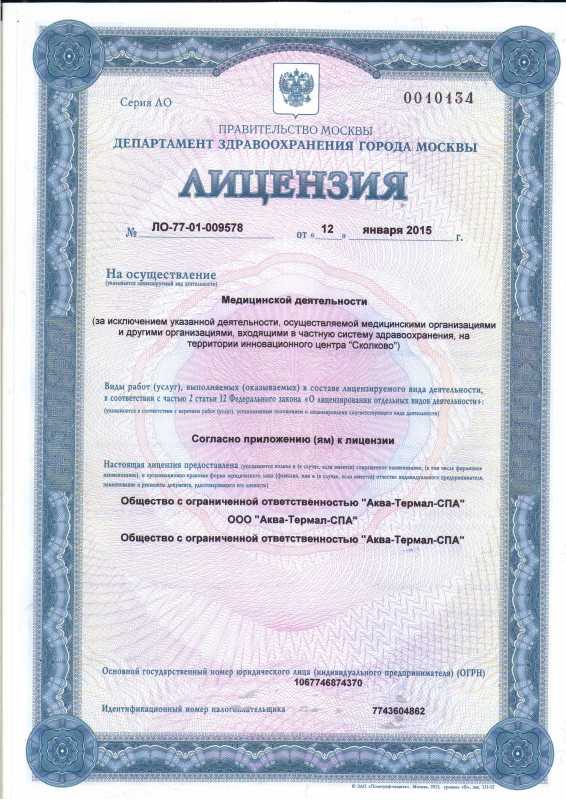 Серия ЛО
0010134
ПРАВИТЕЛЬСТВО МОСКВЫ
ДЕПАРТАМЕНТ ЗДРАВООХРАНЕНИЯ ГОРОДА МОСКВЫ
ЛИЦЕНЗИЯ
№ ЛО-77-01-009578 от « 12 » января 2015 г.
На осуществление
(указывается лицензируемый вид деятельности)
Медицинской деятельности
(за исключением указанной деятельности, осуществляемой медицинскими организациями
и другими организациями, входящими в частную систему здравоохранения, на
территории инновационного центра "Сколково")
Виды работ (услуг), выполняемых (оказываемых) в составе лицензируемого вида деятельности,
в соответствии с частью 2 статьи 12 Федерального закона «О лицензировании отдельных видов деятельности»:
(указываются в соответствии с перечнем работ (услуг), установленным положением о лицензировании соответствующего вида деятельности)
Согласно приложению (ям) к лицензии
Настоящая лицензия предоставлена (указывается полное и (в случае, если имеется) сокращенное наименование, (в том числе фирменное
наименование), и организационно-правовая форма юридического лица (фамилия, имя и (в случае, если имеется) отчество индивидуального предпринимателя,
наименование и реквизиты документа, удостоверяющего его личность)
Общество с ограниченной ответственностью "Аква-Термал-СПА"
ООО "Аква-Термал-СПА"
Общество с ограниченной ответственностью "Аква-Термал-СПА"
Основной государственный номер юридического лица (индивидуального предпринимателя) (ОГРН)
1067746874370
Идентификационный номер налогоплательщика 7743604862